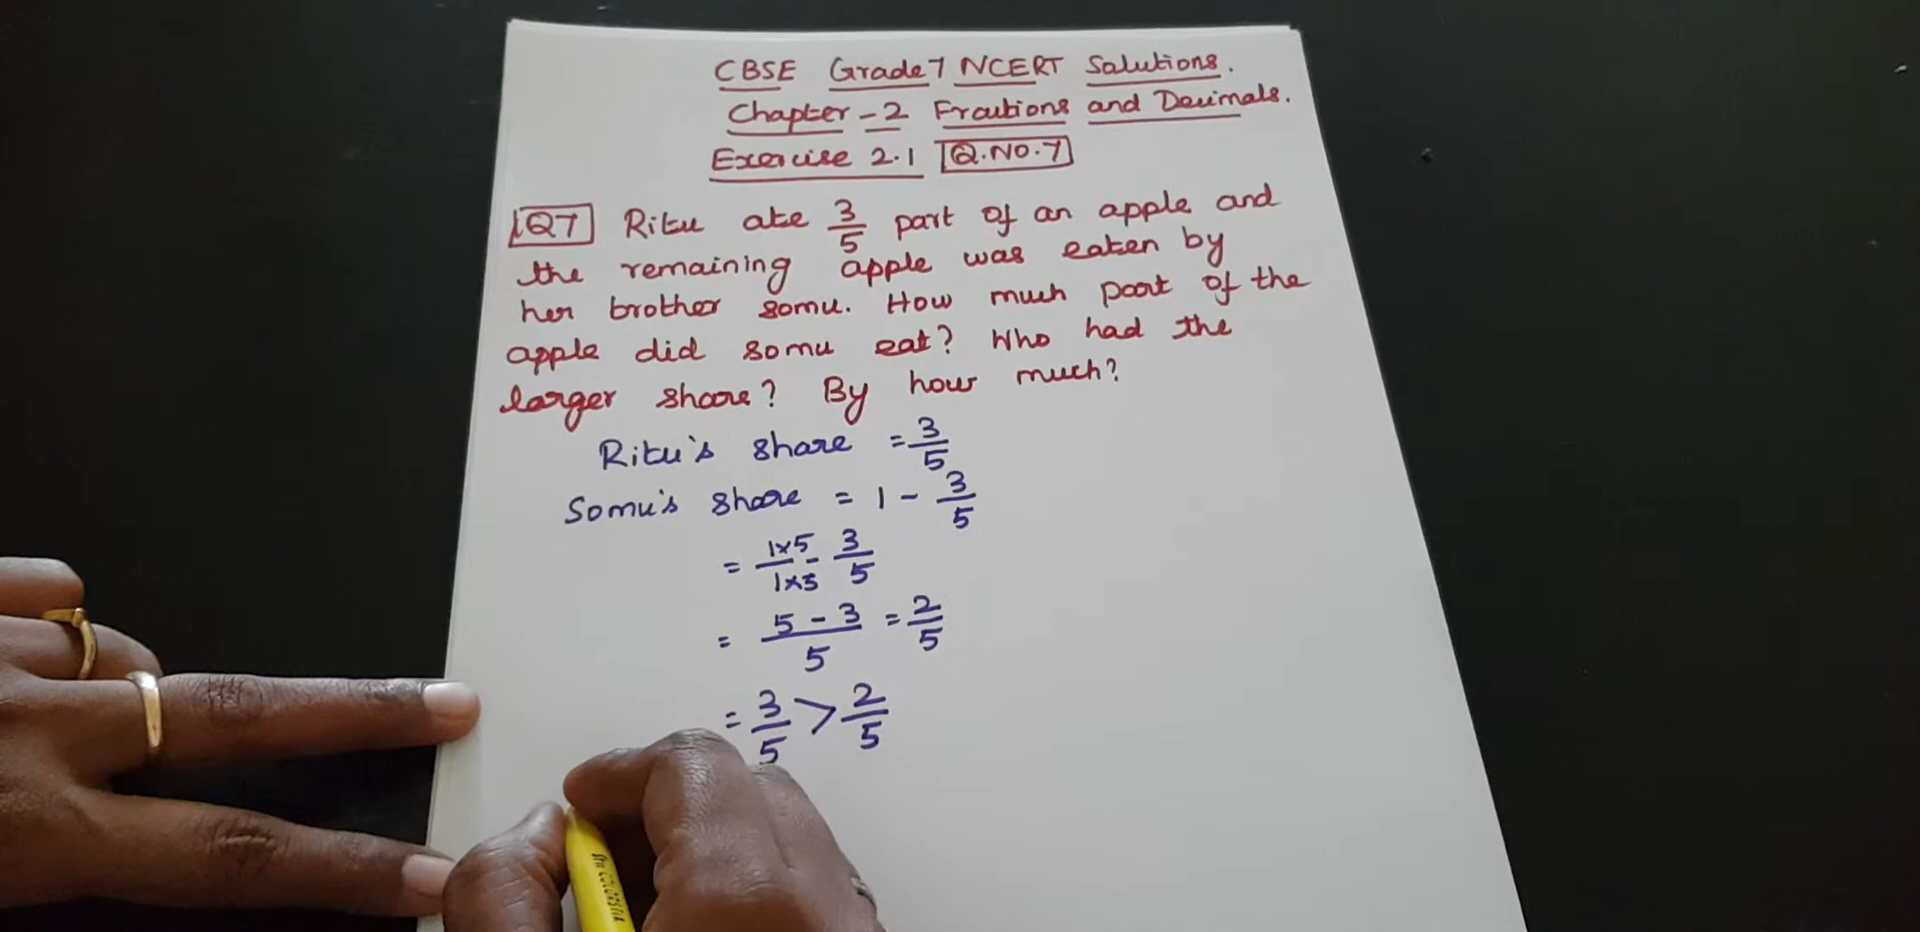 CBSE Grade 7 NCERT Salutions.
Chapter - 2 Fractions and Decimals.
Exercise 2.1 Q.NO.7
Q7 Ritu ate 3/5 part of an apple and
the remaining apple was eaten by
her brother somu. How much part of the
apple did somu eat? Who had the
larger share? By how much?
Ritu's share = 3/5
Somu's share = 1 - 3/5
= 1×5/1×5 - 3/5
= 5-3/5 = 2/5
= 3/5 > 2/5